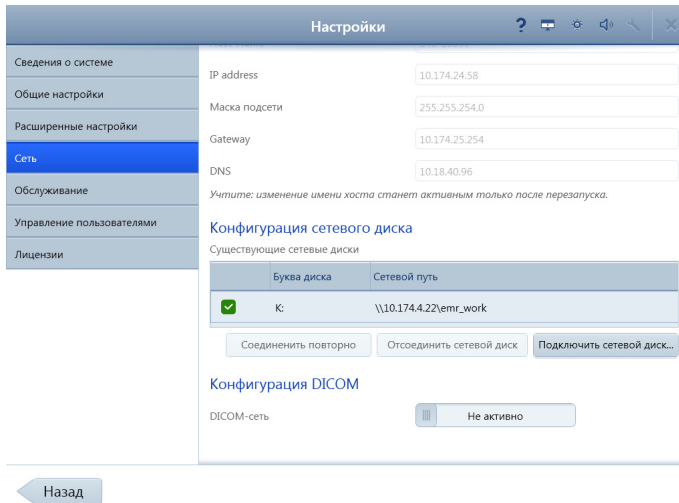 Настройки
?
Сведения о системе
Общие настройки
Расширенные настройки
Сеть
Обслуживание
Управление пользователями
Лицензии
IP address 10.174.24.58
Маска подсети 255.255.254.0
Gateway 10.174.25.254
DNS 10.18.40.96
Учтите: изменение имени хоста станет активным только после перезапуска.
Конфигурация сетевого диска
Существующие сетевые диски
Буква диска Сетевой путь
K: \\10.174.4.22\emr_work
Соединенить повторно Отсоединить сетевой диск Подключить сетевой диск...
Конфигурация DICOM
DICOM-сеть Не активно
Назад